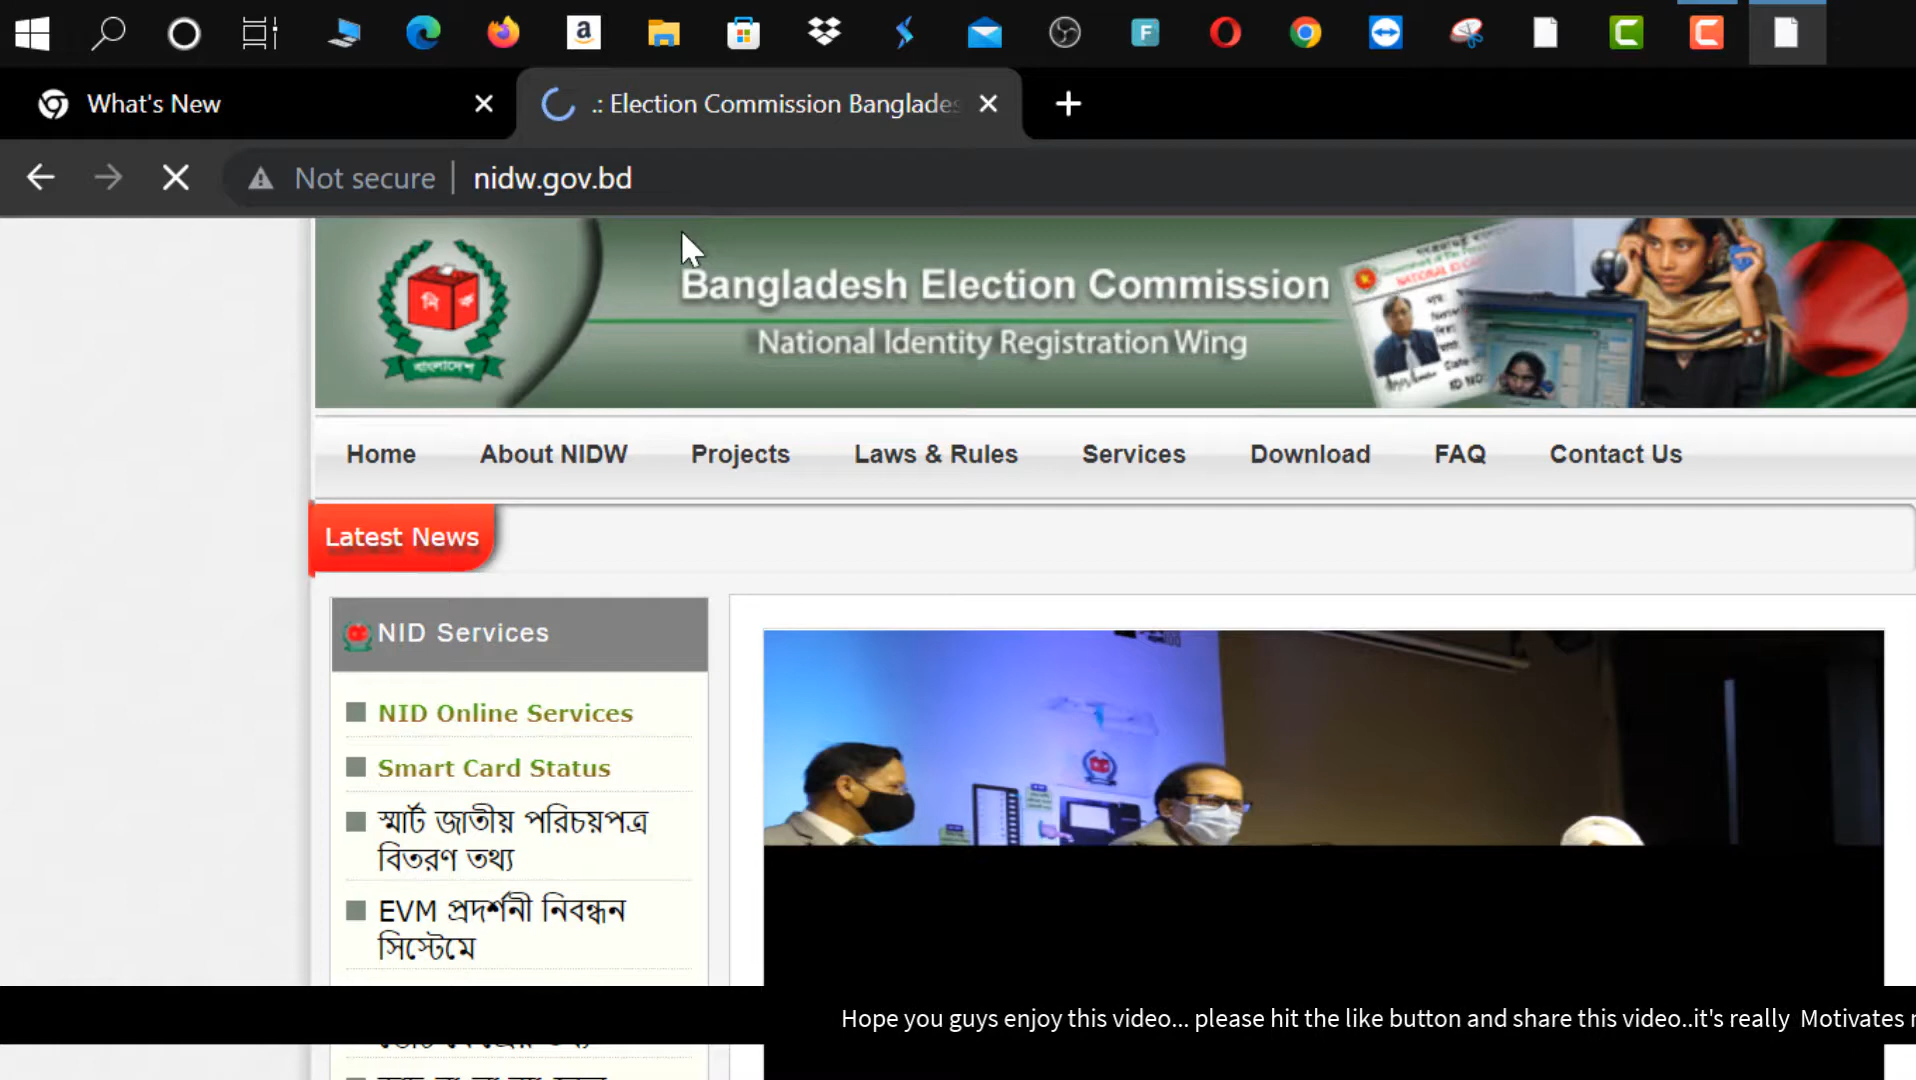 What's New
.: Election Commission Banglades
Not secure
nidw.gov.bd
বাংলাদেশ
Bangladesh Election Commission
National Identity Registration Wing
Home
About NIDW
Projects
Laws & Rules
Services
Download
FAQ
Contact Us
Latest News
NID Services
NID Online Services
Smart Card Status
স্মার্ট জাতীয় পরিচয়পত্র
বিতরণ তথ্য
EVM প্রদর্শনী নিবন্ধন
সিস্টেমে
Hope you guys enjoy this video... please hit the like button and share this video..it's really Motivates